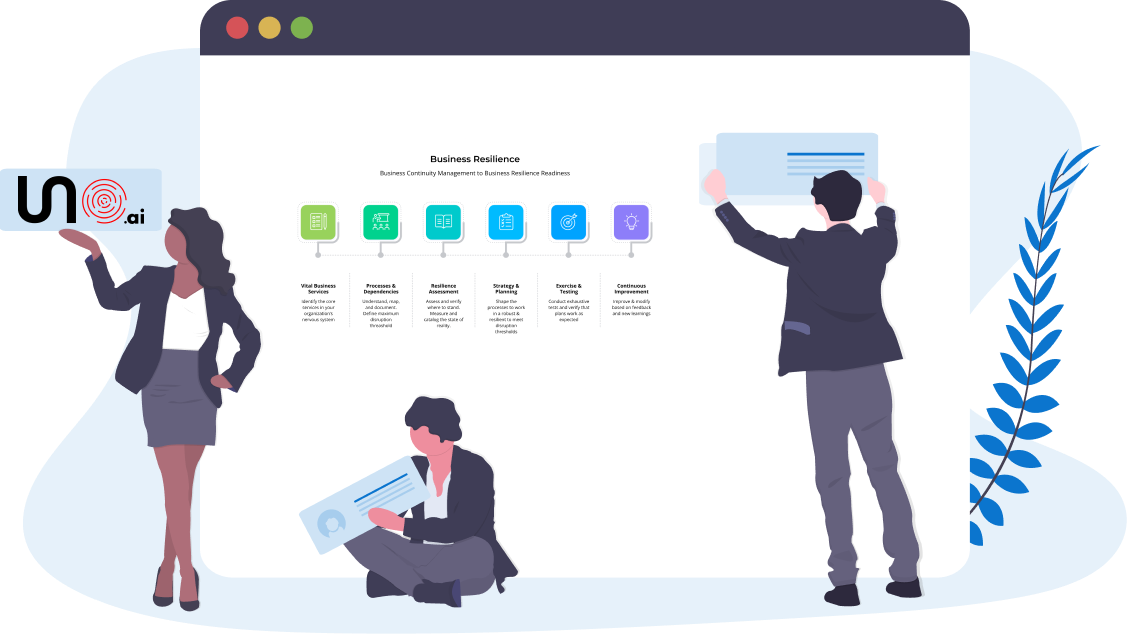 UNO.ai
Business Resilience
Business Continuity Management to Business Resilience Readiness
Vital Business
Services
Identify the core
services in your
organization's
nervous system
Processes &
Dependencies
Understand, map,
and document.
Define maximum
disruption
threashold
Resilience
Assessment
Assess and verify
where to stand.
Measure and
catalog the state of
reality.
Strategy &
Planning
Shape the
processes to work
in a robust &
resilient to meet
disruption
thresholds
Exercise &
Testing
Conduct exhaustive
tests and verify that
plans work as
expected
Continuous
Improvement
Improve & modify
based on feedback
and new learnings